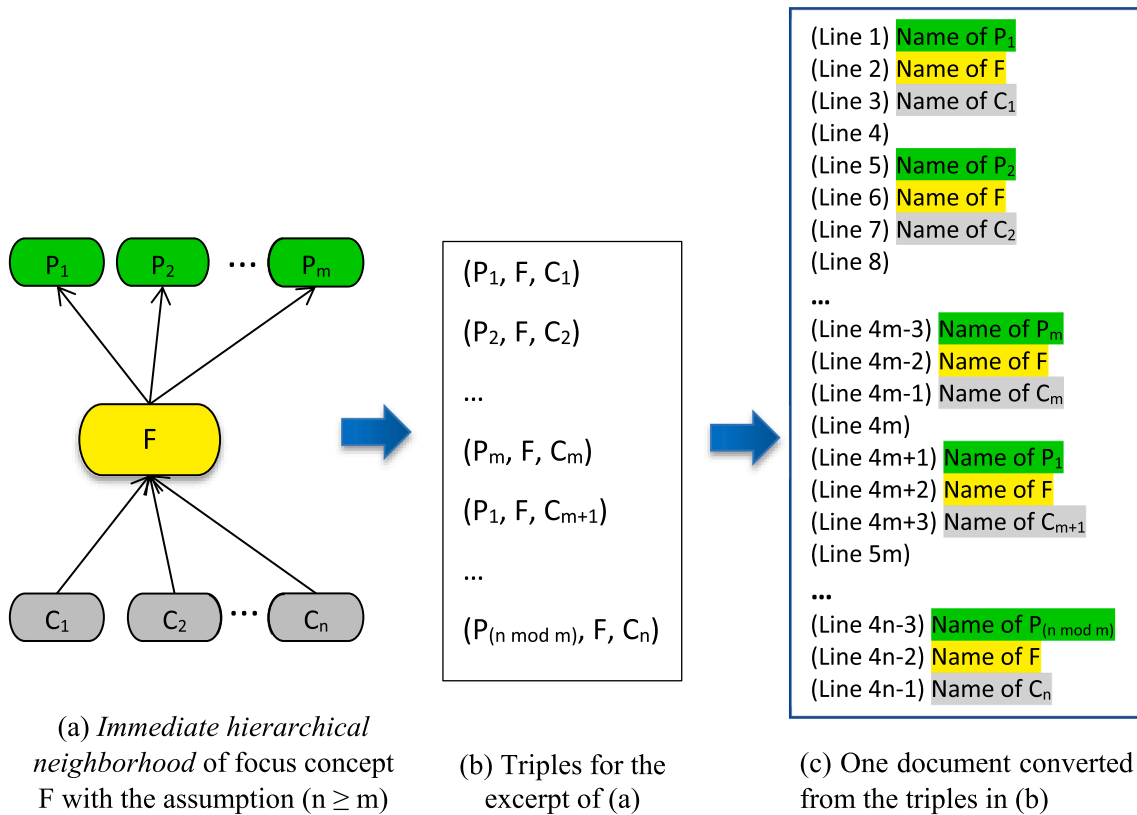 P1 P2 ... Pm
F
C1 C2 ... Cn
(a) Immediate hierarchical
neighborhood of focus concept
F with the assumption (n ≥ m)
(P1, F, C1)
(P2, F, C2)
...
(Pm, F, Cm)
(P1, F, Cm+1)
...
(P(n mod m), F, Cn)
(b) Triples for the
excerpt of (a)
(Line 1) Name of P1
(Line 2) Name of F
(Line 3) Name of C1
(Line 4)
(Line 5) Name of P2
(Line 6) Name of F
(Line 7) Name of C2
(Line 8)
...
(Line 4m-3) Name of Pm
(Line 4m-2) Name of F
(Line 4m-1) Name of Cm
(Line 4m)
(Line 4m+1) Name of P1
(Line 4m+2) Name of F
(Line 4m+3) Name of Cm+1
(Line 5m)
...
(Line 4n-3) Name of P(n mod m)
(Line 4n-2) Name of F
(Line 4n-1) Name of Cn
(c) One document converted
from the triples in (b)